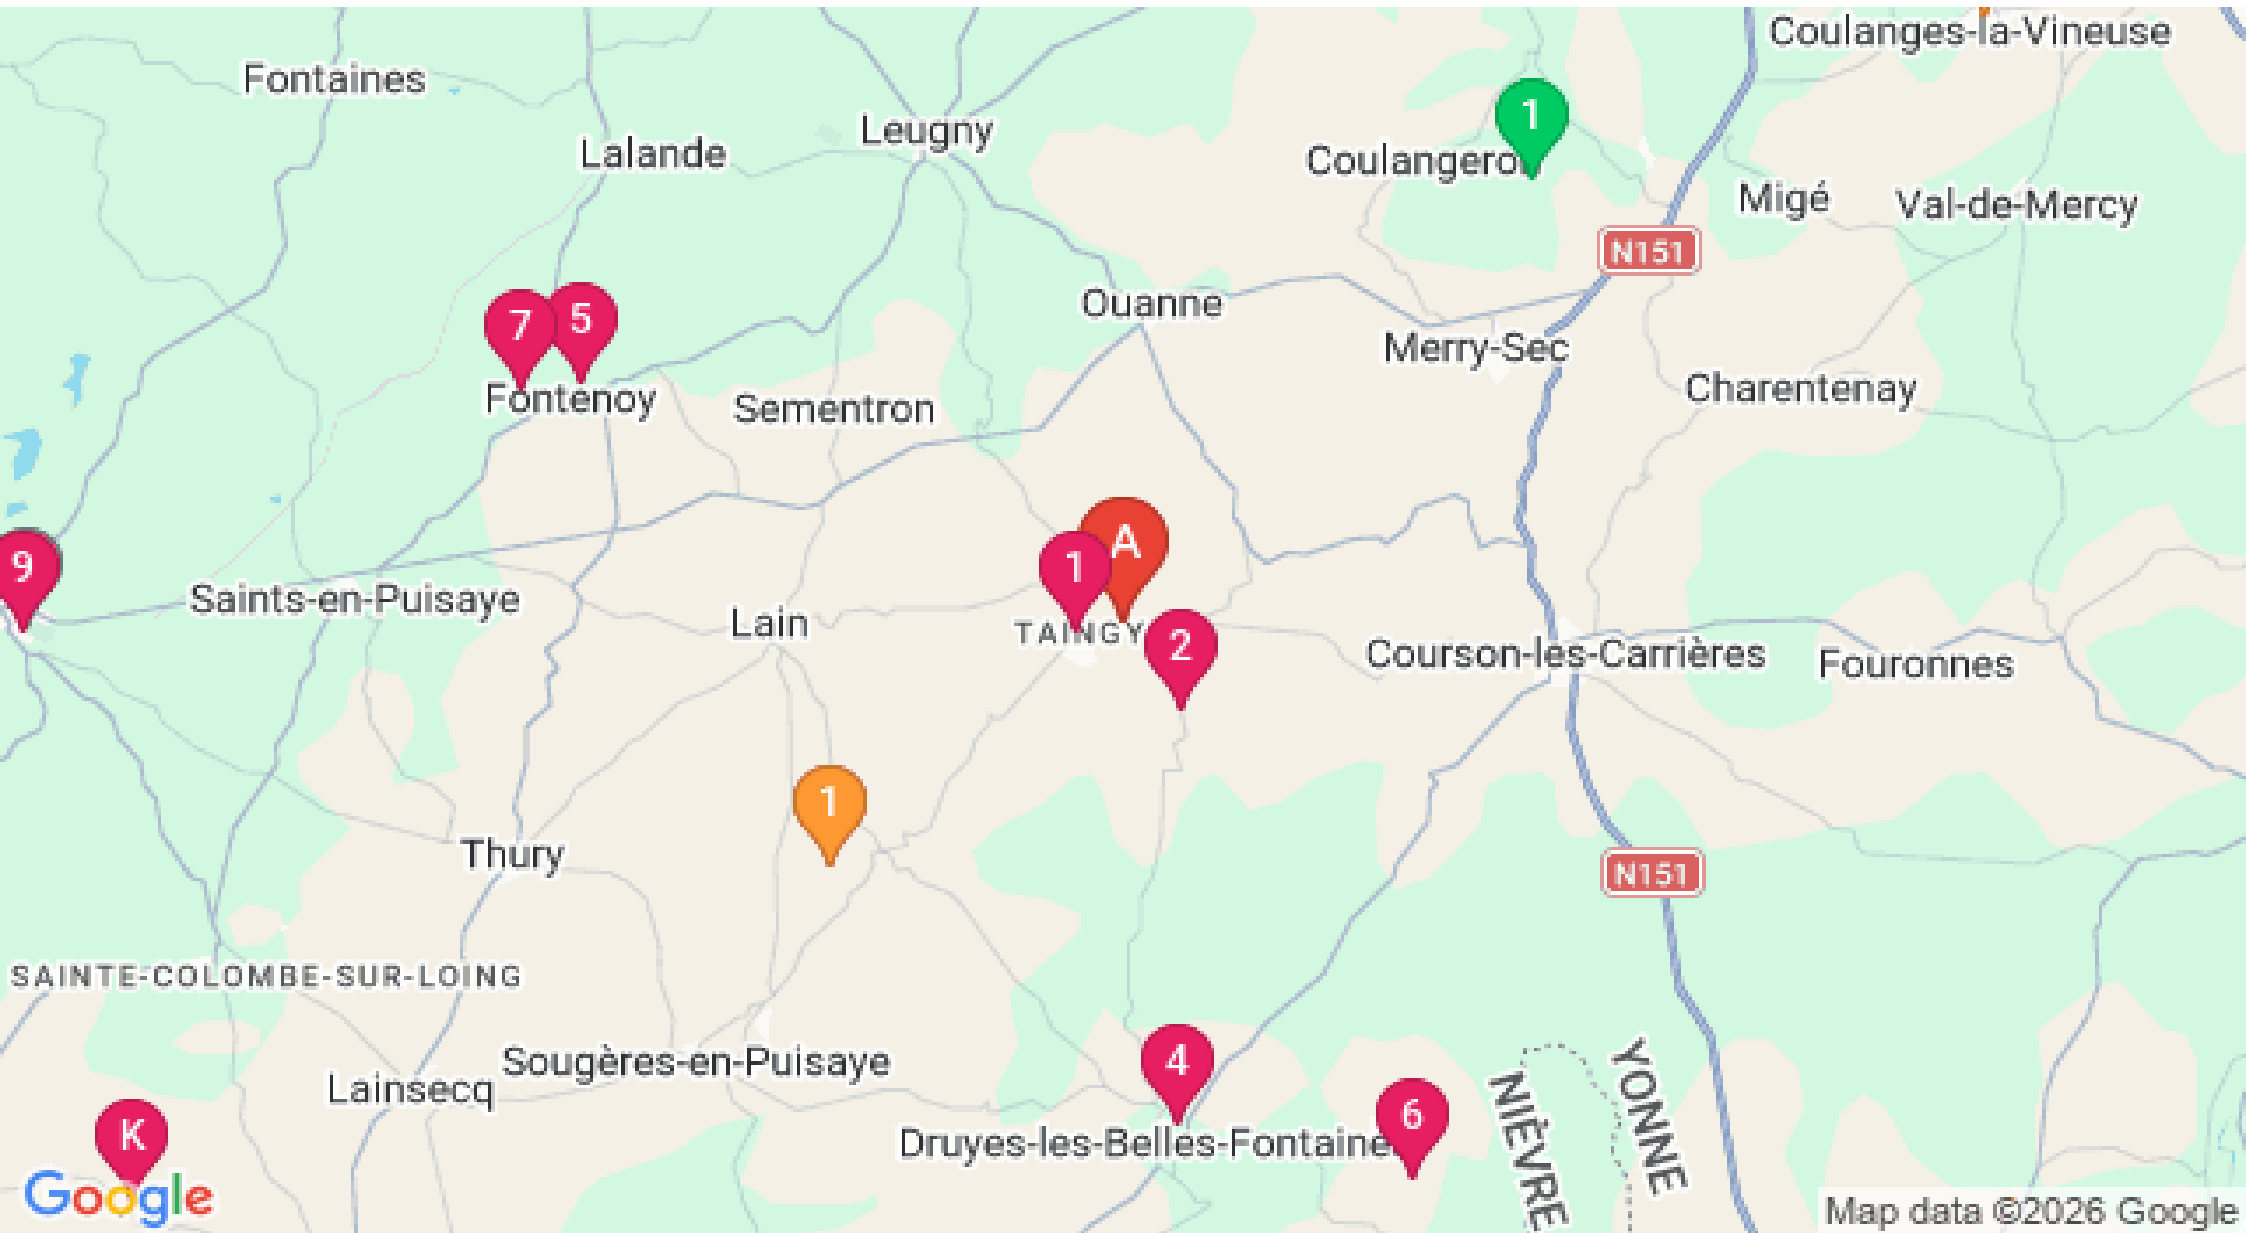 Coulanges-la-Vineuse
Fontaines
1
Leugny
Lalande
Coulangeron
Migé
Val-de-Mercy
N151
Ouanne
7
5
Merry-Sec
Charentenay
Fontenoy
Sementron
A
9
1
Saints-en-Puisaye
Lain
TAINGY
2
Courson-les-Carrières
Fouronnes
1
Thury
N151
SAINTE-COLOMBE-SUR-LOING
Sougères-en-Puisaye
4
Lainsecq
6
NIÈVRE
YONNE
K
Druyes-les-Belles-Fontaine
Google
Map data ©2026 Google